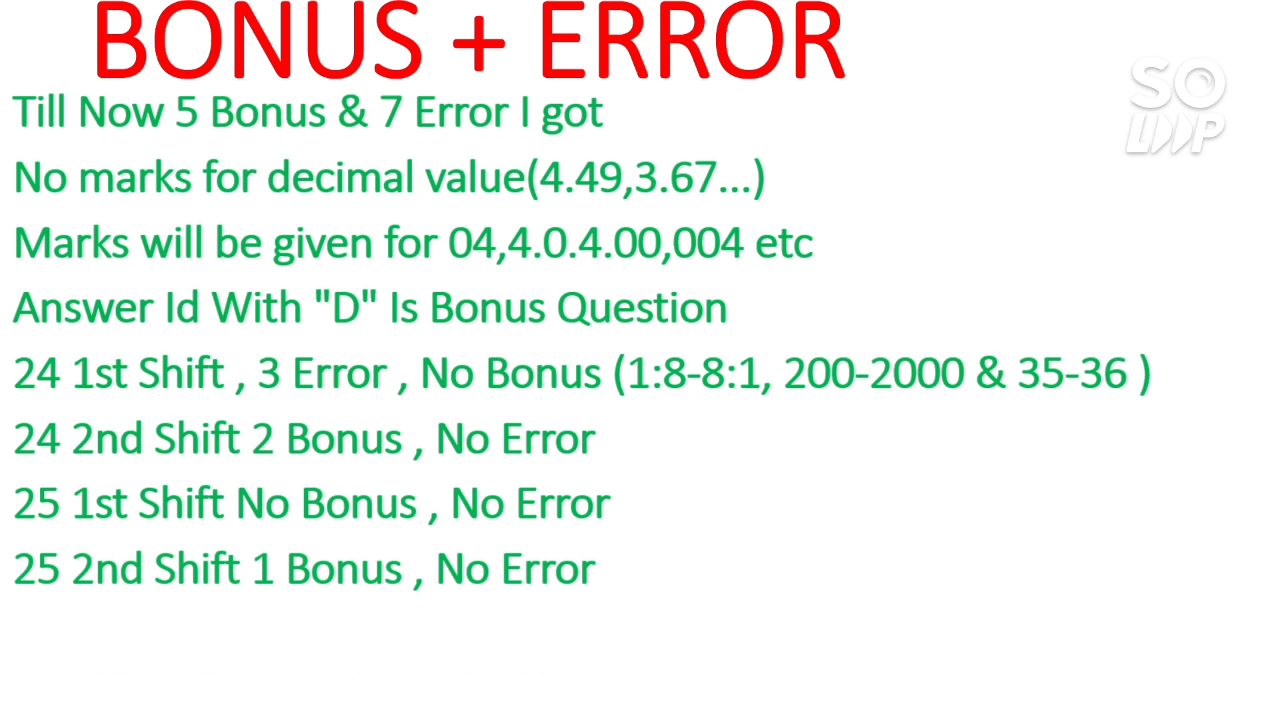 BONUS + ERROR
Till Now 5 Bonus & 7 Error I got
No marks for decimal value(4.49,3.67...)
Marks will be given for 04,4.0.4.00,004 etc
Answer Id With "D" Is Bonus Question
24 1st Shift , 3 Error , No Bonus (1:8-8:1, 200-2000 & 35-36 )
24 2nd Shift 2 Bonus , No Error
25 1st Shift No Bonus , No Error
25 2nd Shift 1 Bonus , No Error
SO
LP